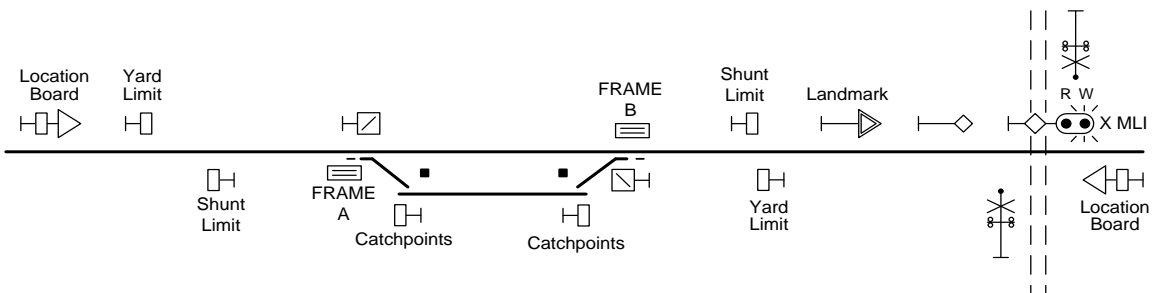 Location
Board
Yard
Limit
FRAME
B
Shunt
Limit
Landmark
R W
X MLI
Shunt
Limit
FRAME
A
Catchpoints
Catchpoints
Yard
Limit
Location
Board